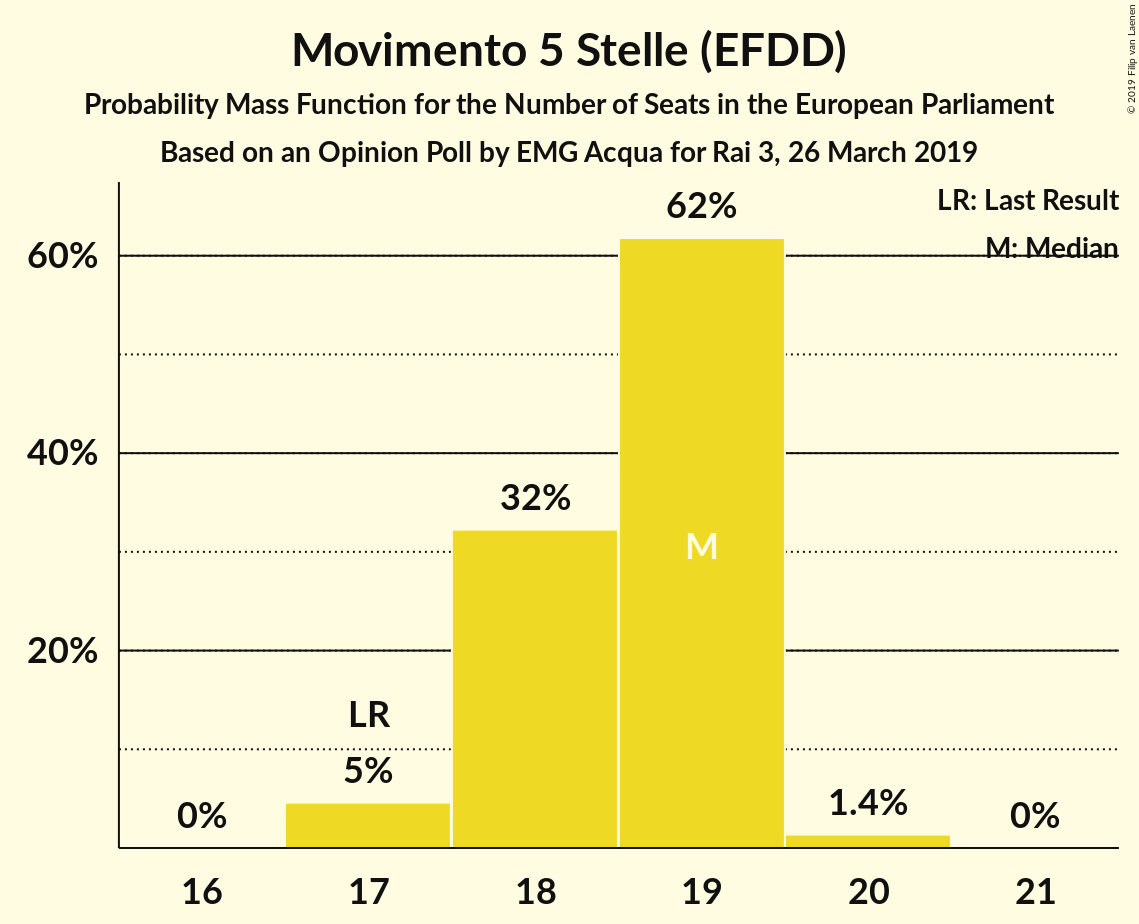 Movimento 5 Stelle (EFDD)
Probability Mass Function for the Number of Seats in the European Parliament
Based on an Opinion Poll by EMG Acqua for Rai 3, 26 March 2019
© 2019 Filip van Laenen
LR: Last Result
M: Median
62%
60%
40%
32%
M
20%
LR
5%
0%
1.4%
0%
16 17 18 19 20 21